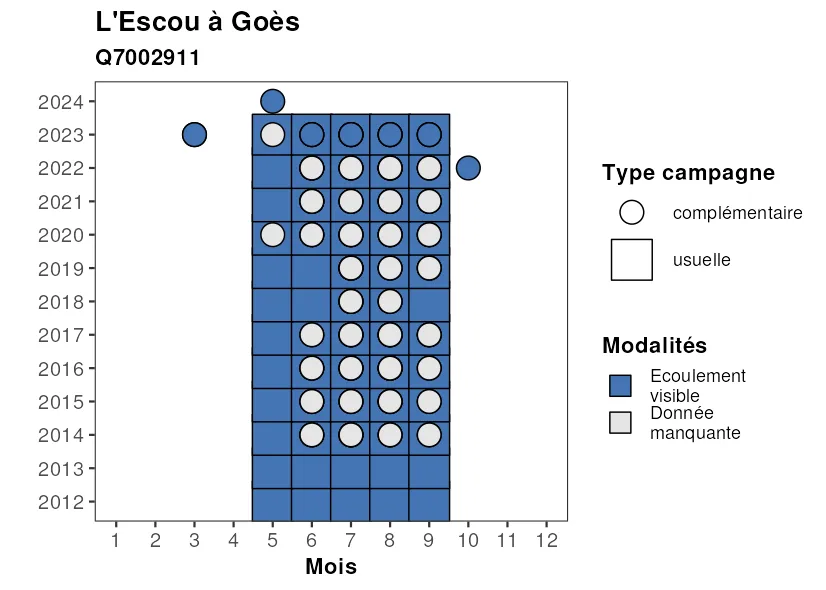 L'Escou à Goès
Q7002911
2024
2023
2022
2021
2020
2019
2018
2017
2016
2015
2014
2013
2012
1 2 3 4 5 6 7 8 9 10 11 12
Mois
Type campagne
complémentaire
usuelle
Modalités
Ecoulement
visible
Donnée
manquante